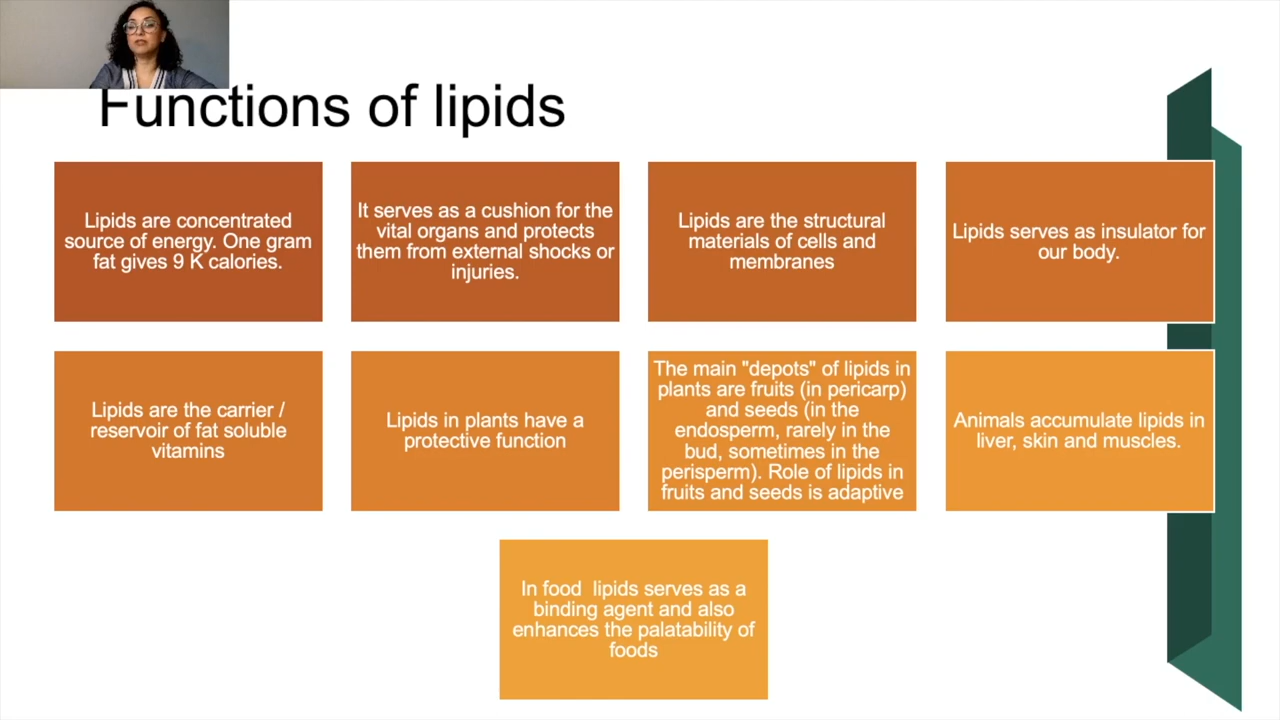 Functions of lipids
Lipids are concentrated
source of energy. One gram
fat gives 9 K calories.
It serves as a cushion for the
vital organs and protects
them from external shocks or
injuries.
Lipids are the structural
materials of cells and
membranes
Lipids serves as insulator for
our body.
Lipids are the carrier /
reservoir of fat soluble
vitamins
Lipids in plants have a
protective function
The main "depots" of lipids in
plants are fruits (in pericarp)
and seeds (in the
endosperm, rarely in the
bud, sometimes in the
perisperm). Role of lipids in
fruits and seeds is adaptive
Animals accumulate lipids in
liver, skin and muscles.
In food  lipids serves as a
binding agent and also
enhances the palatability of
foods